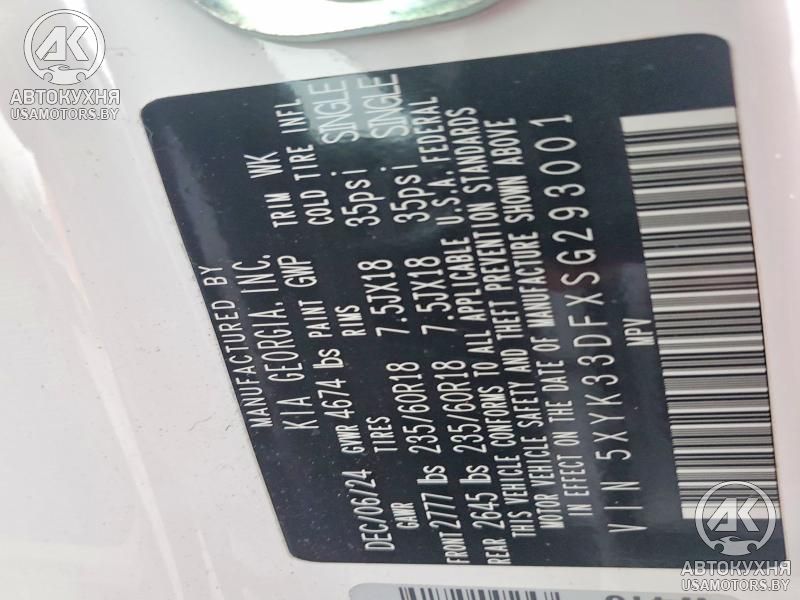 AK
АВТОКУХНЯ
USAMOTORS.BY
MANUFACTURED BY
KIA GEORGIA, INC.
DEC/06/24 GVWR 4674 lbs PAINT GWP TRIM WK
GAWR TIRES RIMS COLD TIRE INFL
FRONT 2777 lbs 235/60R18 7.5JX18 35psi SINGLE
REAR 2645 lbs 235/60R18 7.5JX18 35psi SINGLE
THIS VEHICLE CONFORMS TO ALL APPLICABLE U.S.A. FEDERAL
MOTOR VEHICLE SAFETY AND THEFT PREVENTION STANDARDS
IN EFFECT ON THE DATE OF MANUFACTURE SHOWN ABOVE
VIN 5XYK33DFXSG293001
MPV
AK
АВТОКУХНЯ
USAMOTORS.BY